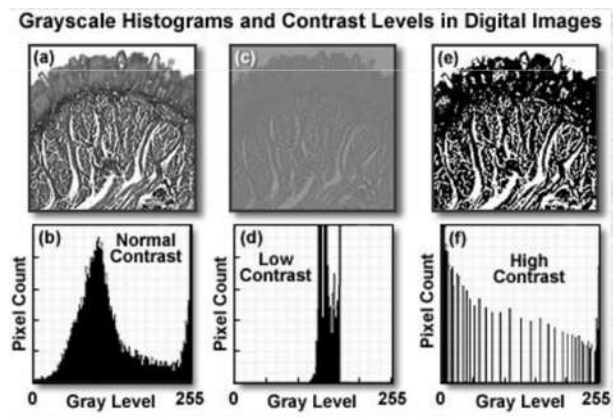 Grayscale Histograms and Contrast Levels in Digital Images
(a)
(c)
(e)
(b)
Normal
Contrast
Pixel Count
0
Gray Level
255
(d)
Low
Contrast
Pixel Count
0
Gray Level
255
(f)
High
Contrast
Pixel Count
0
Gray Level
255